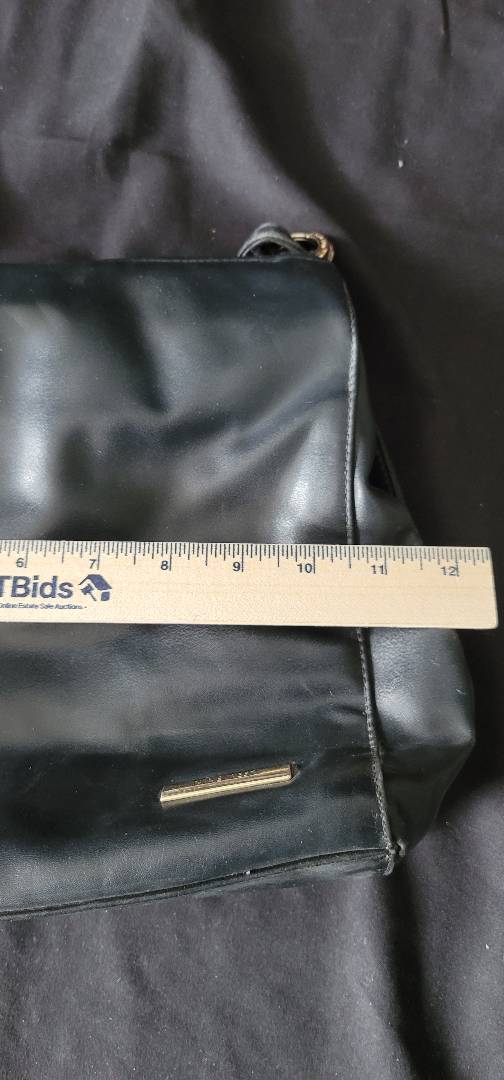 6 7 8 9 10 11 12
TBids
Online Estate Sale Auctions